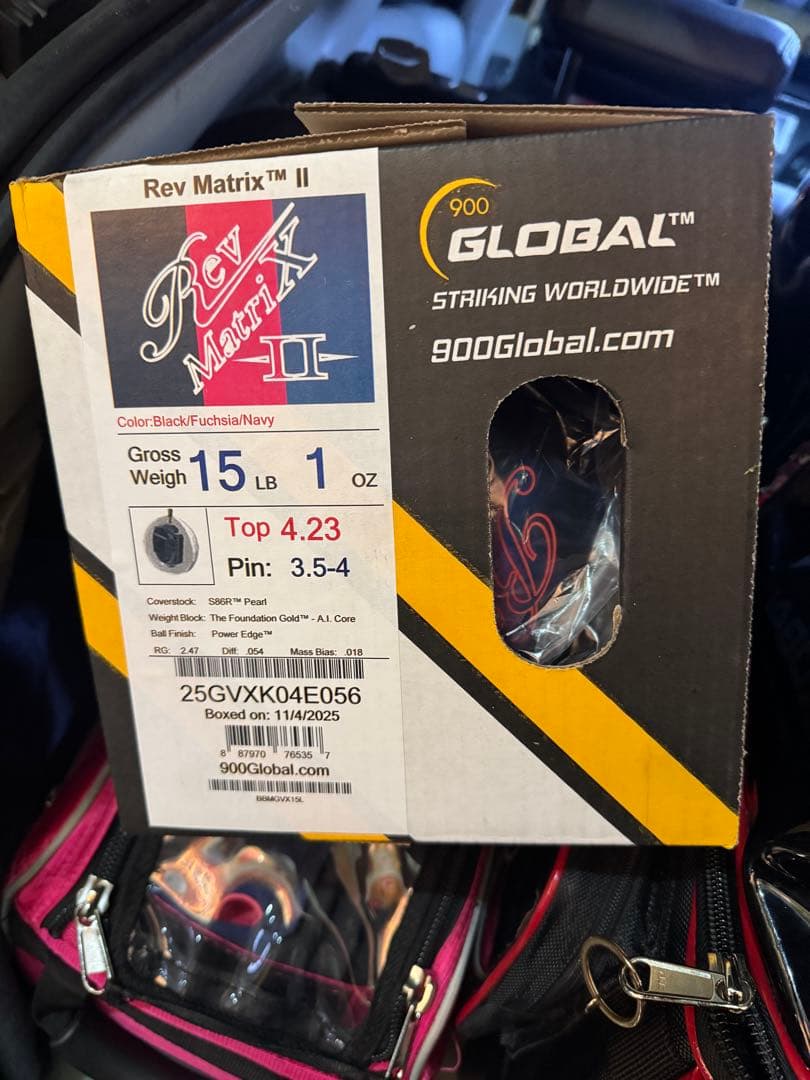 Rev Matrix™ II
Rev
Matrix
II
Color:Black/Fuchsia/Navy
Gross
Weigh 15 LB 1 OZ
Top 4.23
Pin: 3.5-4
Coverstock: S86R™ Pearl
Weight Block: The Foundation Gold™ - A.I. Core
Ball Finish: Power Edge™
RG: 2.47 Diff: .054 Mass Bias: .018
25GVXK04E056
Boxed on: 11/4/2025
8 87970 76535 7
900Global.com
BBMGVX15L
900
GLOBAL™
STRIKING WORLDWIDE™
900Global.com